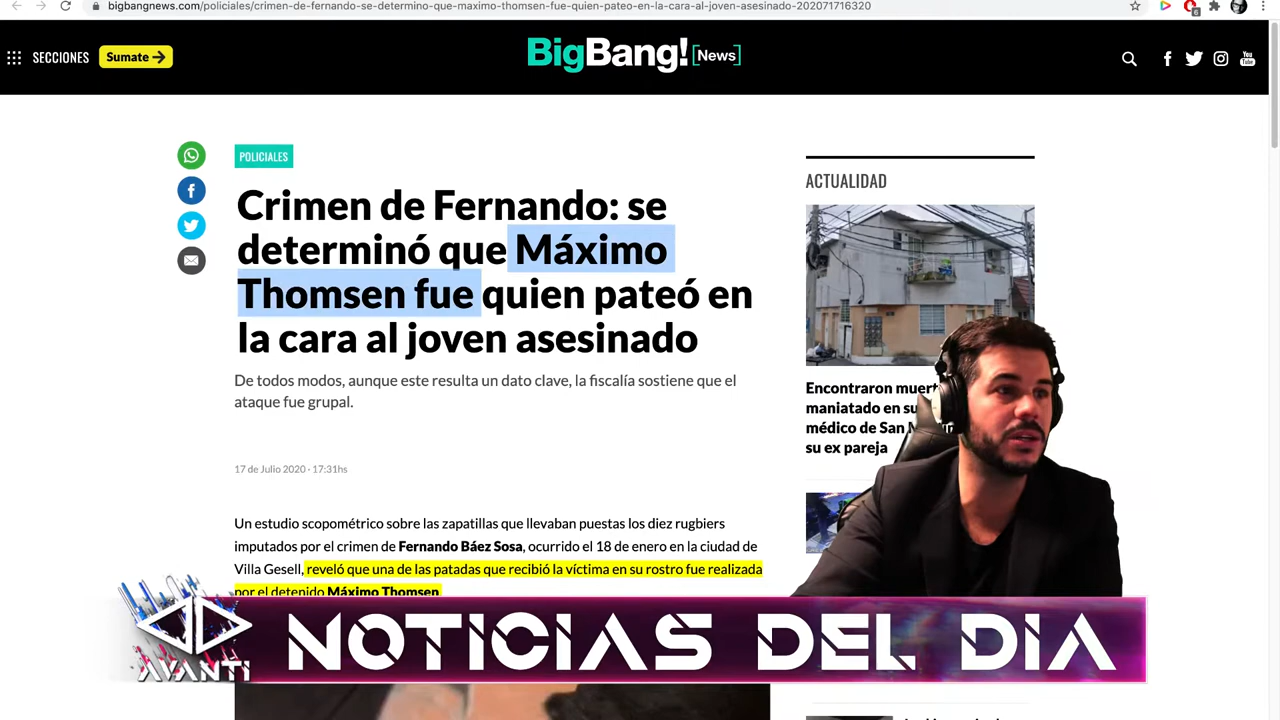 bigbangnews.com/policiales/crimen-de-fernando-se-determino-que-maximo-thomsen-fue-quien-pateo-en-la-cara-al-joven-asesinado-202071716320
6
SECCIONES
Sumate
BigBang! [News]
You
Tube
POLICIALES
Crimen de Fernando: se
determinó que Máximo
Thomsen fue quien pateó en
la cara al joven asesinado
De todos modos, aunque este resulta un dato clave, la fiscalía sostiene que el
ataque fue grupal.
17 de Julio 2020 · 17:31hs
Un estudio scopométrico sobre las zapatillas que llevaban puestas los diez rugbiers
imputados por el crimen de Fernando Báez Sosa, ocurrido el 18 de enero en la ciudad de
Villa Gesell, reveló que una de las patadas que recibió la víctima en su rostro fue realizada
por el detenido Máximo Thomsen
ACTUALIDAD
Encontraron muert
maniatado en su
médico de San
su ex pareja
AVANTI
NOTICIAS DEL DIA